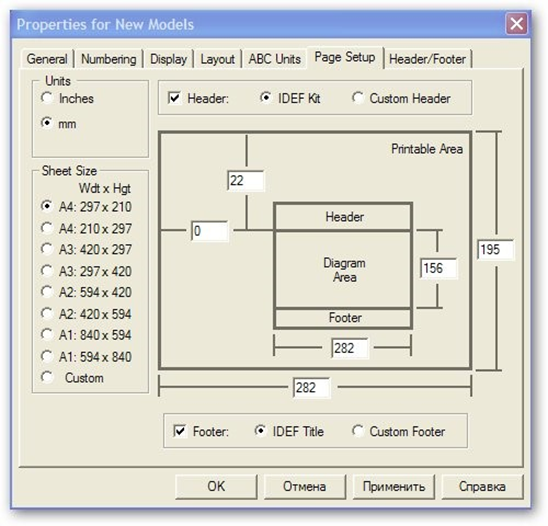 Properties for New Models
General Numbering Display Layout ABC Units Page Setup Header/Footer
Units
Inches
mm
Header: IDEF Kit Custom Header
Sheet Size
Wdt x Hgt
A4: 297 x 210
A4: 210 x 297
A3: 420 x 297
A3: 297 x 420
A2: 594 x 420
A2: 420 x 594
A1: 840 x 594
A1: 594 x 840
Custom
Printable Area
22
0
Header
Diagram
Area
Footer
156
195
282
282
Footer: IDEF Title Custom Footer
OK Отмена Применить Справка